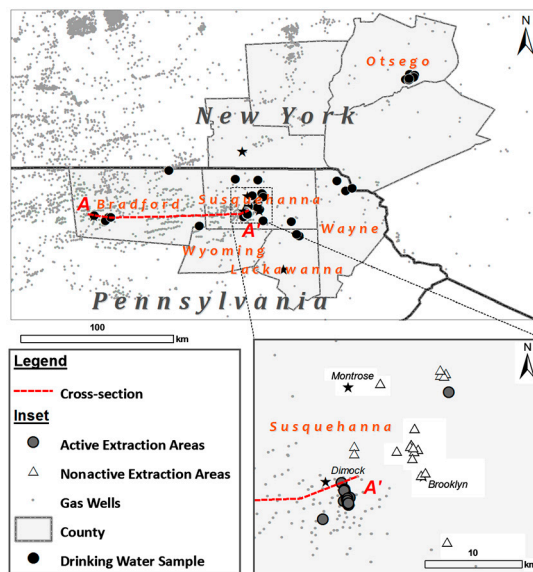 N
Otsego
New York
A Bradford Susquehanna
A'
Wayne
Wyoming
Lackawanna
Pennsylvania
100
km
Legend
Cross-section
Inset
Active Extraction Areas
Nonactive Extraction Areas
Gas Wells
County
Drinking Water Sample
N
Montrose
Susquehanna
Dimock
A'
Brooklyn
10
km